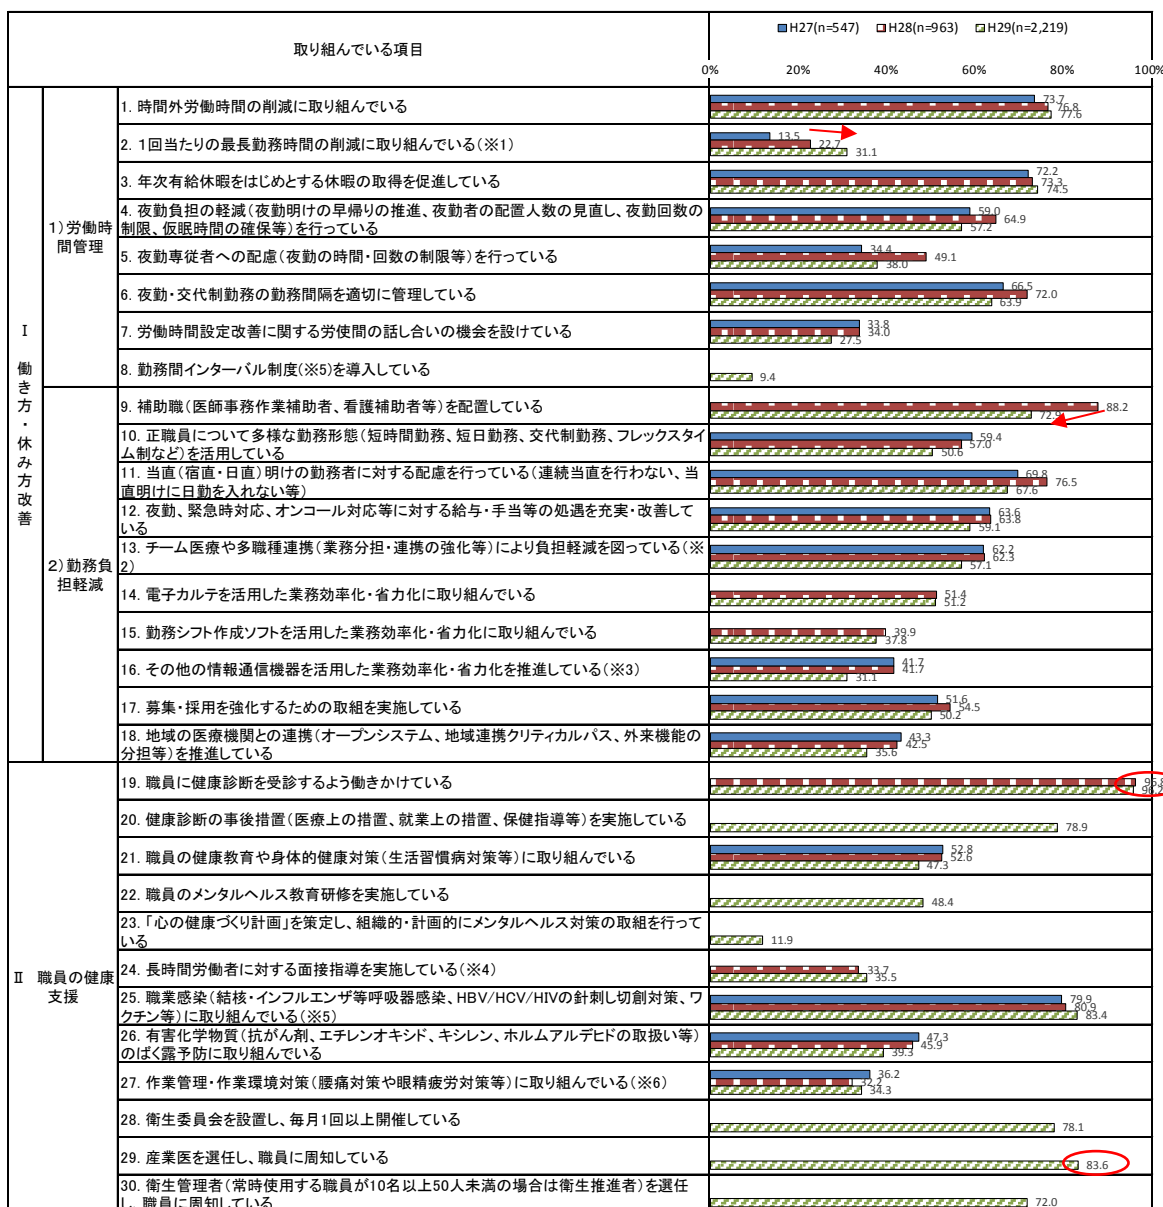 取り組んでいる項目
H27(n=547) H28(n=963) H29(n=2,219)
0% 20% 40% 60% 80% 100%
Ⅰ 働き方・休み方改善
1)労働時間管理
1. 時間外労働時間の削減に取り組んでいる
73.7
76.8
77.6
2. 1回当たりの最長勤務時間の削減に取り組んでいる(※1)
13.5
22.7
31.1
3. 年次有給休暇をはじめとする休暇の取得を促進している
72.2
73.3
74.5
4. 夜勤負担の軽減(夜勤明けの早帰りの推進、夜勤者の配置人数の見直し、夜勤回数の
制限、仮眠時間の確保等)を行っている
59.0
64.9
57.2
5. 夜勤専従者への配慮(夜勤の時間・回数の制限等)を行っている
34.4
49.1
38.0
6. 夜勤・交代制勤務の勤務間隔を適切に管理している
66.5
72.0
63.9
7. 労働時間設定改善に関する労使間の話し合いの機会を設けている
33.8
34.0
27.5
8. 勤務間インターバル制度(※5)を導入している
9.4
2)勤務負担軽減
9. 補助職(医師事務作業補助者、看護補助者等)を配置している
88.2
72.9
10. 正職員について多様な勤務形態(短時間勤務、短日勤務、交代制勤務、フレックスタイ
ム制など)を活用している
59.4
57.0
50.6
11. 当直(宿直・日直)明けの勤務者に対する配慮を行っている(連続当直を行わない、当
直明けに日勤を入れない等)
69.8
76.5
67.6
12. 夜勤、緊急時対応、オンコール対応等に対する給与・手当等の処遇を充実・改善して
いる
63.6
63.8
59.1
13. チーム医療や多職種連携(業務分担・連携の強化等)により負担軽減を図っている(※
2)
62.2
62.3
57.1
14. 電子カルテを活用した業務効率化・省力化に取り組んでいる
51.4
51.2
15. 勤務シフト作成ソフトを活用した業務効率化・省力化に取り組んでいる
39.9
37.8
16. その他の情報通信機器を活用した業務効率化・省力化を推進している(※3)
41.7
41.7
31.1
17. 募集・採用を強化するための取組を実施している
51.6
54.5
50.2
18. 地域の医療機関との連携(オープンシステム、地域連携クリティカルパス、外来機能の
分担等)を推進している
43.3
42.5
35.6
Ⅱ 職員の健康支援
19. 職員に健康診断を受診するよう働きかけている
20. 健康診断の事後措置(医療上の措置、就業上の措置、保健指導等)を実施している
78.9
21. 職員の健康教育や身体的健康対策(生活習慣病対策等)に取り組んでいる
52.8
52.6
47.3
22. 職員のメンタルヘルス教育研修を実施している
48.4
23. 「心の健康づくり計画」を策定し、組織的・計画的にメンタルヘルス対策の取組を行って
いる
11.9
24. 長時間労働者に対する面接指導を実施している(※4)
33.7
35.5
25. 職業感染(結核・インフルエンザ等呼吸器感染、HBV/HCV/HIVの針刺し切創対策、ワ
クチン等)に取り組んでいる(※5)
79.9
80.9
83.4
26. 有害化学物質(抗がん剤、エチレンオキシド、キシレン、ホルムアルデヒドの取扱い等)
のばく露予防に取り組んでいる
47.3
45.9
39.3
27. 作業管理・作業環境対策(腰痛対策や眼精疲労対策等)に取り組んでいる(※6)
36.2
32.2
34.3
28. 衛生委員会を設置し、毎月1回以上開催している
78.1
29. 産業医を選任し、職員に周知している
83.6
30. 衛生管理者(常時使用する職員が10名以上50人未満の場合は衛生推進者)を選任
し、職員に周知している
72.0